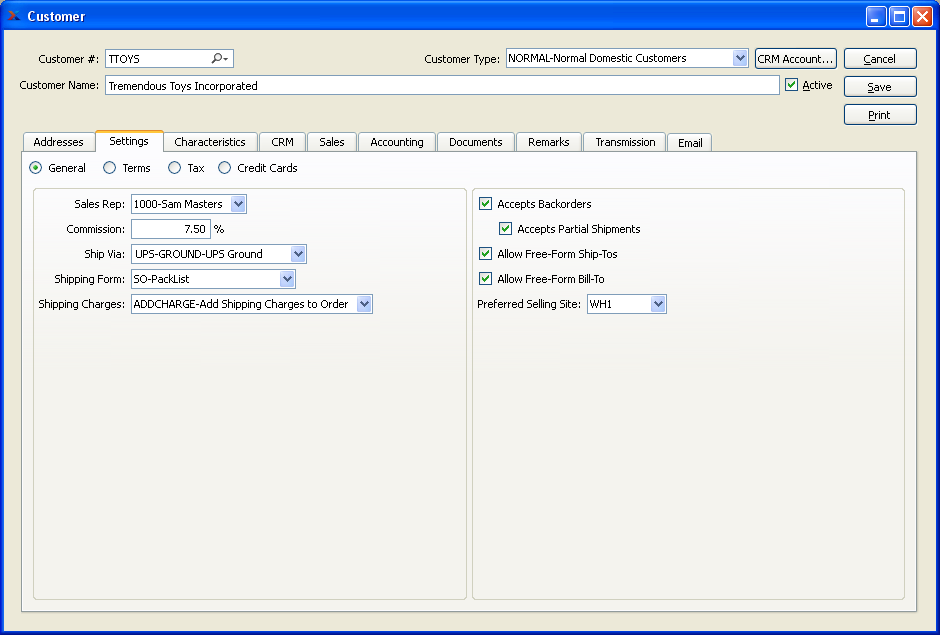 Customer
Customer #: TTOYS Customer Type: NORMAL-Normal Domestic Customers CRM Account... Cancel
Customer Name: Tremendous Toys Incorporated Active Save
Print
Addresses Settings Characteristics CRM Sales Accounting Documents Remarks Transmission Email
General Terms Tax Credit Cards
Sales Rep: 1000-Sam Masters
Commission: 7.50 %
Ship Via: UPS-GROUND-UPS Ground
Shipping Form: SO-PackList
Shipping Charges: ADDCHARGE-Add Shipping Charges to Order
Accepts Backorders
Accepts Partial Shipments
Allow Free-Form Ship-Tos
Allow Free-Form Bill-To
Preferred Selling Site: WH1